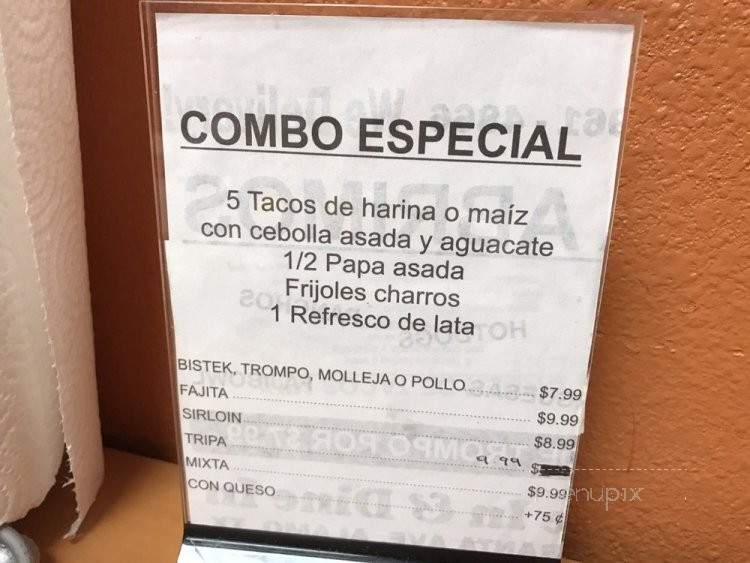 COMBO ESPECIAL
5 Tacos de harina o maíz
con cebolla asada y aguacate
1/2 Papa asada
Frijoles charros
1 Refresco de lata
BISTEK, TROMPO, MOLLEJA O POLLO $7.99
FAJITA $9.99
SIRLOIN $8.99
TRIPA 9.99 $
MIXTA $9.99
CON QUESO +75 ¢
menupix